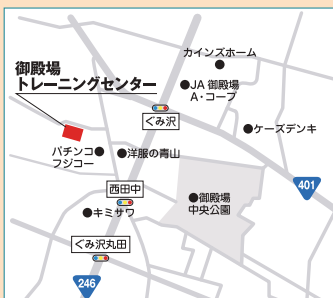 カインズホーム
御殿場
トレーニングセンター
JA 御殿場
A・コープ
ぐみ沢
ケーズデンキ
パチンコ
フジコー
洋服の青山
401
西田中
御殿場
中央公園
キミサワ
ぐみ沢丸田
246